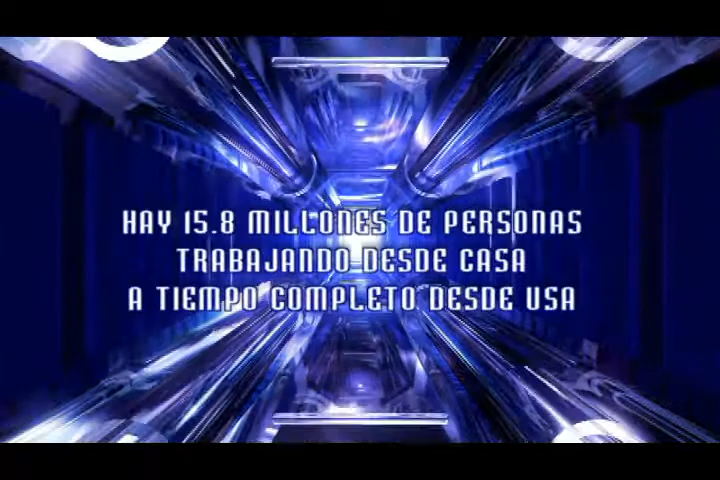 HAY 15.8 MILLONES DE PERSONAS
TRABAJANDO DESDE CASA
A TIEMPO COMPLETO DESDE USA